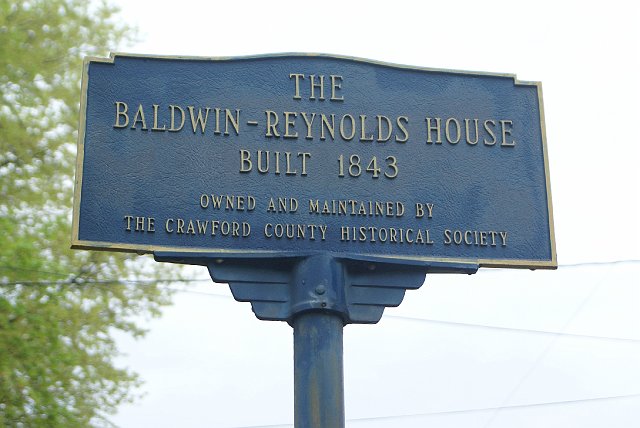 THE
BALDWIN-REYNOLDS HOUSE
BUILT 1843
OWNED AND MAINTAINED BY
THE CRAWFORD COUNTY HISTORICAL SOCIETY